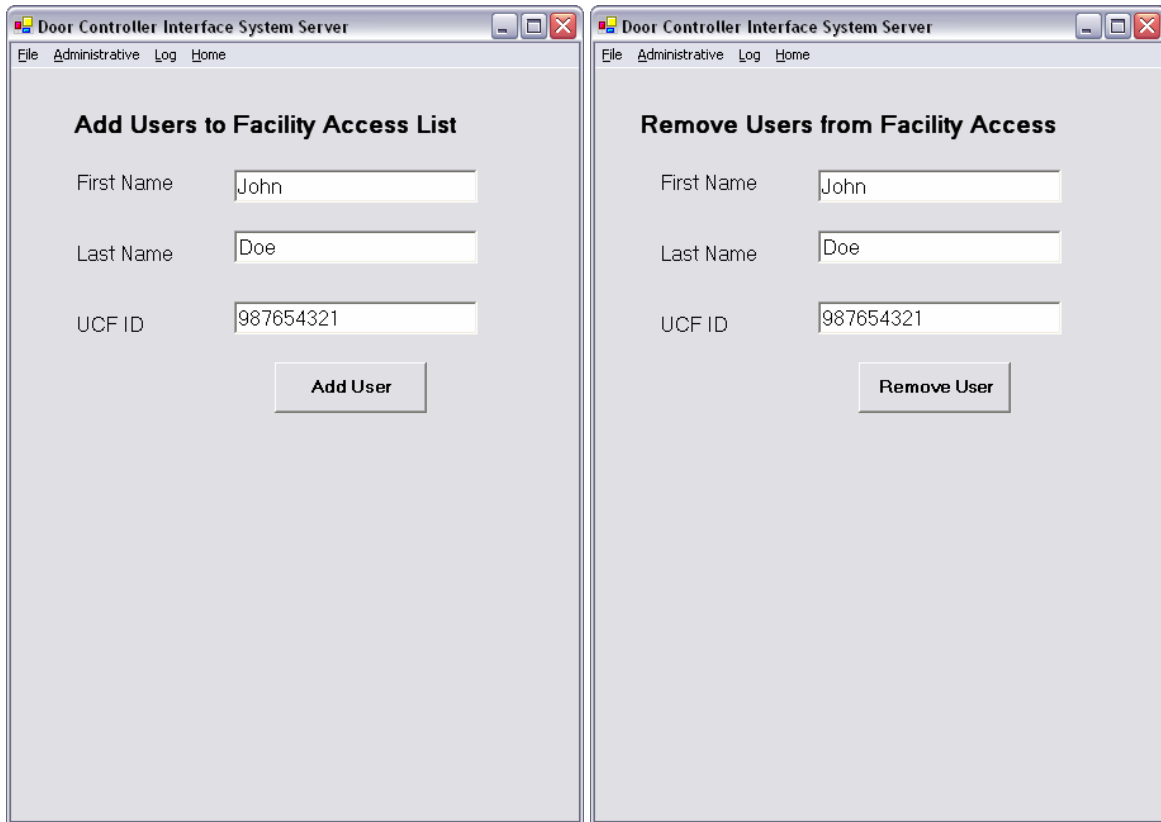 Door Controller Interface System Server
File Administrative Log Home
Add Users to Facility Access List
First Name John
Last Name Doe
UCF ID 987654321
Add User
Door Controller Interface System Server
File Administrative Log Home
Remove Users from Facility Access
First Name John
Last Name Doe
UCF ID 987654321
Remove User